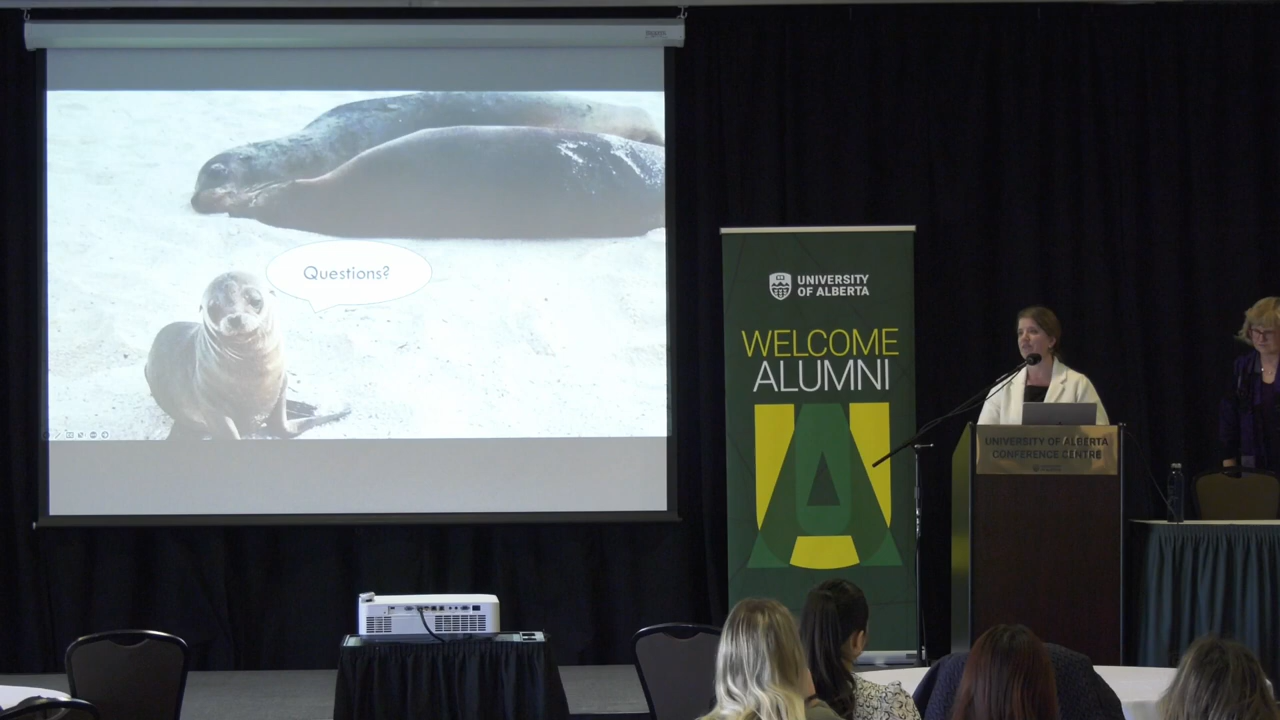 Questions?
UNIVERSITY
OF ALBERTA
WELCOME
ALUMNI
UNIVERSITY OF ALBERTA
CONFERENCE CENTRE